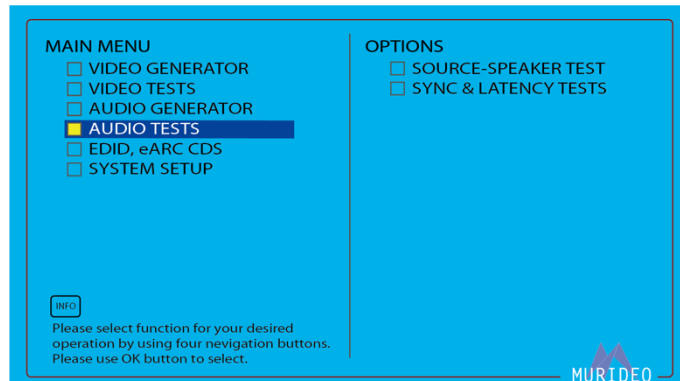 MAIN MENU
VIDEO GENERATOR
VIDEO TESTS
AUDIO GENERATOR
AUDIO TESTS
EDID, eARC CDS
SYSTEM SETUP
INFO
Please select function for your desired
operation by using four nevigation buttons.
Please use OK button to select.
OPTIONS
SOURCE-SPEAKER TEST
SYNC & LATENCY TESTS
MURIDEO